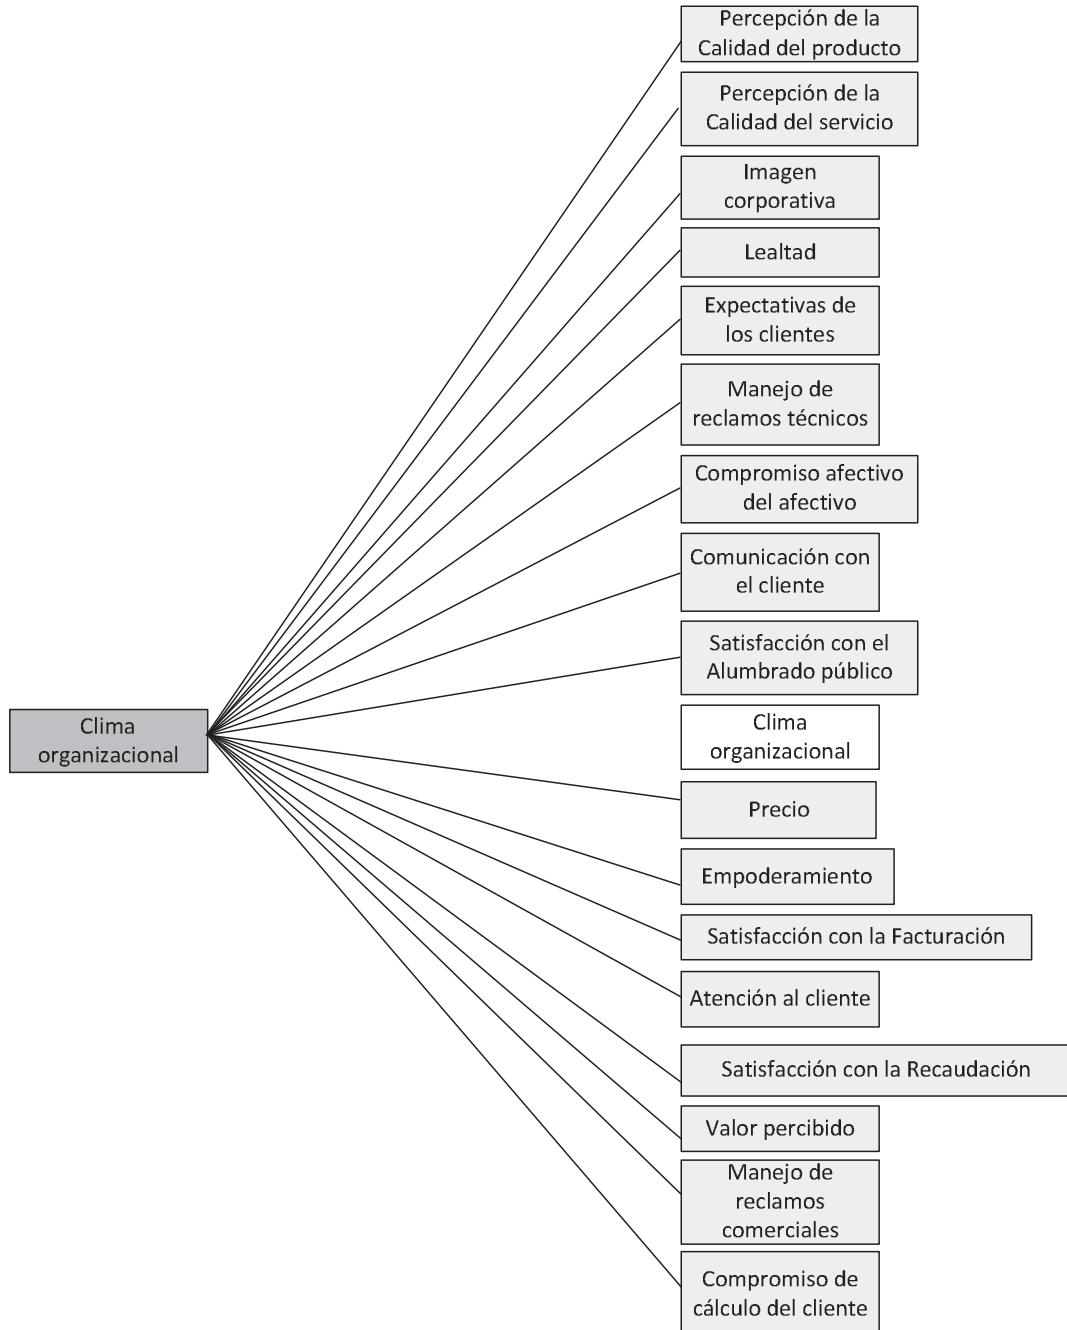 Percepción de la
Calidad del producto
Percepción de la
Calidad del servicio
Imagen
corporativa
Lealtad
Expectativas de
los clientes
Manejo de
reclamos técnicos
Compromiso afectivo
del afectivo
Comunicación con
el cliente
Satisfacción con el
Alumbrado público
Clima
organizacional
Clima
organizacional
Precio
Empoderamiento
Satisfacción con la Facturación
Atención al cliente
Satisfacción con la Recaudación
Valor percibido
Manejo de
reclamos
comerciales
Compromiso de
cálculo del cliente